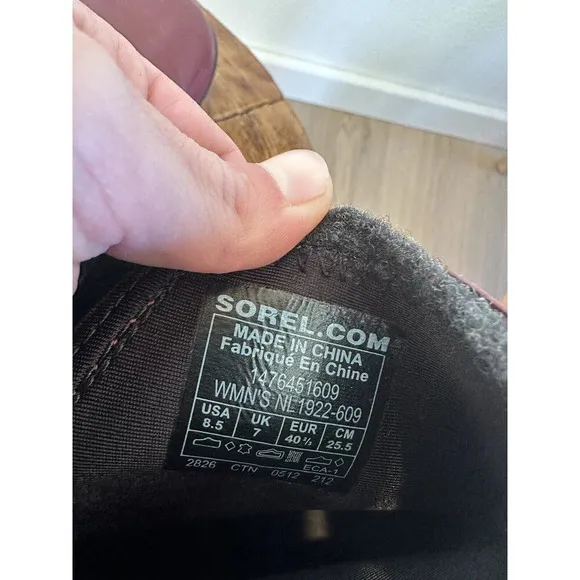 SOREL.COM
MADE IN CHINA
Fabriqué En Chine
1476451609
WMN'S NL1922-609
USA UK EUR CM
8.5 7 40 ⅔ 25.5
2826 CTN 0512 ECA-1
212